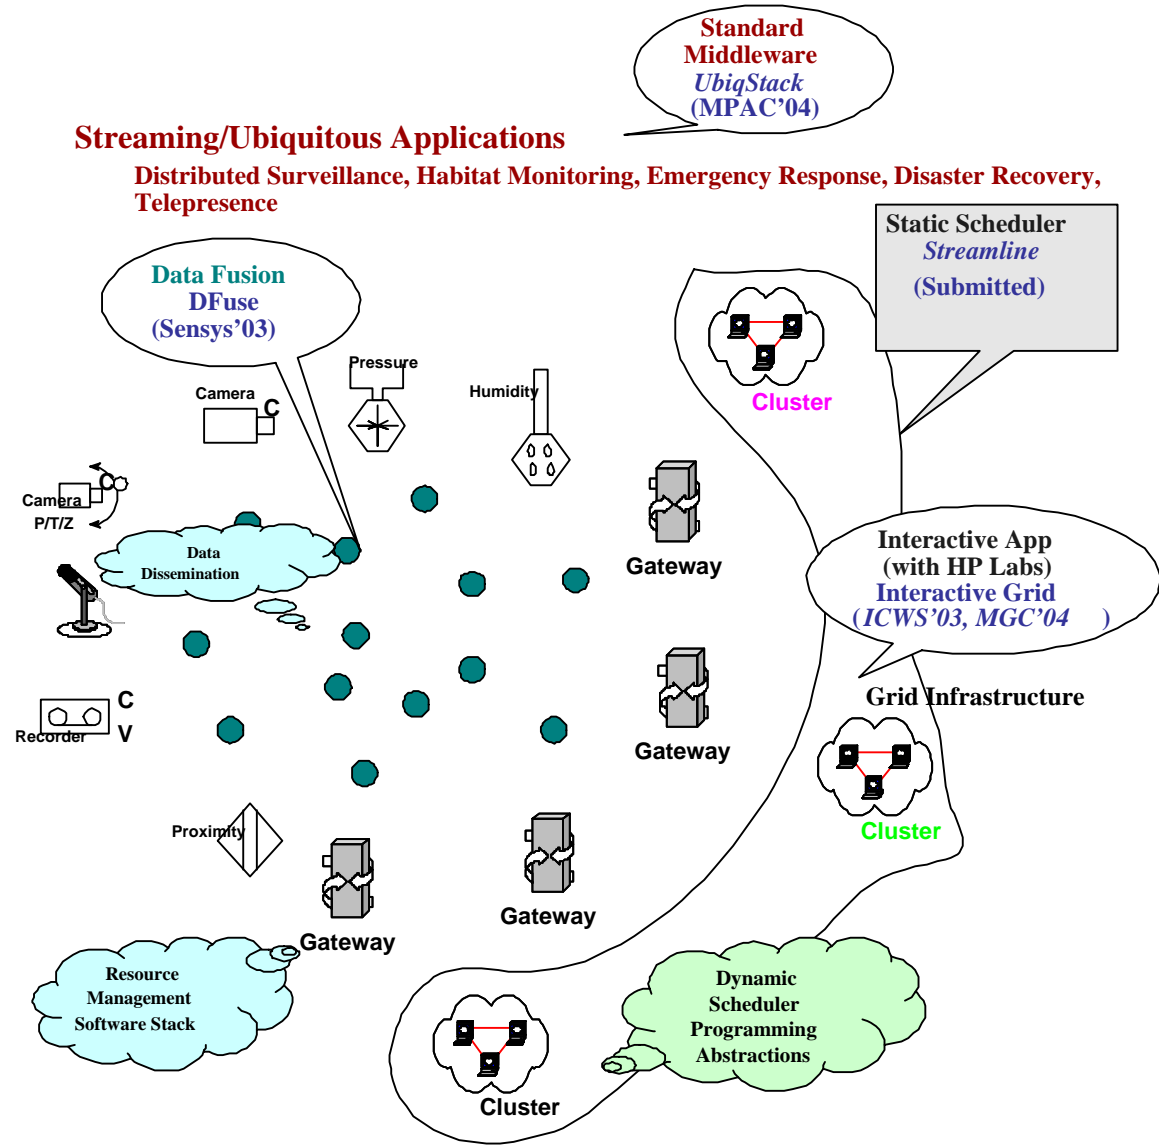 Standard
Middleware
UbiqStack
(MPAC’04)
Streaming/Ubiquitous Applications
Distributed Surveillance, Habitat Monitoring, Emergency Response, Disaster Recovery,
Telepresence
Static Scheduler
Streamline
(Submitted)
Data Fusion
DFuse
(Sensys’03)
Cluster
Pressure
Camera
C
Humidity
Camera
C
P/T/Z
Data
Dissemination
Gateway
Interactive App
(with HP Labs)
Interactive Grid
(ICWS’03, MGC’04 )
Grid Infrastructure
C
V
Recorder
Gateway
Cluster
Proximity
Gateway
Gateway
Resource
Management
Software Stack
Dynamic
Scheduler
Programming
Abstractions
Cluster